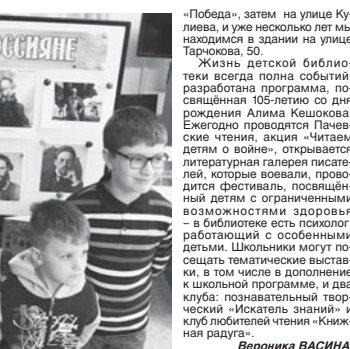 ОССИЯНЕ
«Победа», затем на улице Ку-
лиева, и уже несколько лет мы
находимся в здании на улице
Тарчокова, 50.
Жизнь детской библио-
теки всегда полна событий:
разработана программа, по-
свящённая 105-летию со дня
рождения Алима Кешокова.
Ежегодно проводятся Пачев-
ские чтения, акция «Читаем
детям о войне», открывается
литературная галерея писате-
лей, которые воевали, прово-
дится фестиваль, посвящён-
ный детям с ограниченными
возможностями здоровья
– в библиотеке есть психолог,
работающий с особенными
детьми. Школьники могут по-
сещать тематические выстав-
ки, в том числе в дополнение
к школьной программе, и два
клуба: познавательный твор-
ческий «Искатель знаний» и
клуб любителей чтения «Книж-
ная радуга».
Вероника ВАСИНА